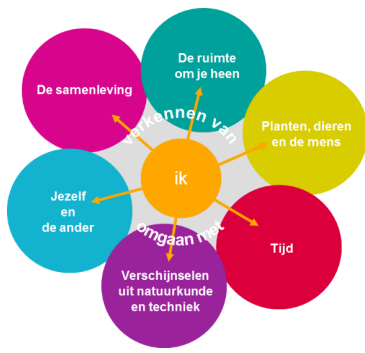 De ruimte
om je heen
De samenleving
verkennen van
Planten, dieren
en de mens
ik
Jezelf
en
de ander
omgaan met
Tijd
Verschijnselen
uit natuurkunde
en techniek